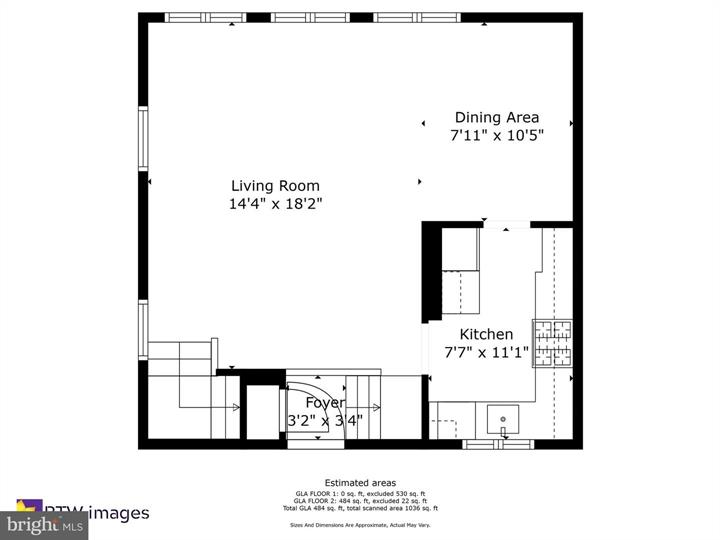 Dining Area
7'11" x 10'5"
Living Room
14'4" x 18'2"
Kitchen
7'7" x 11'1"
Foyer
3'2" x 3'4"
Estimated areas
GLA FLOOR 1: 0 sq. ft, excluded 530 sq. ft
GLA FLOOR 2: 484 sq. ft, excluded 22 sq. ft
Total GLA 484 sq. ft, total scanned area 1036 sq. ft
Sizes And Dimensions Are Approximate, Actual May Vary.
images
bright MLS